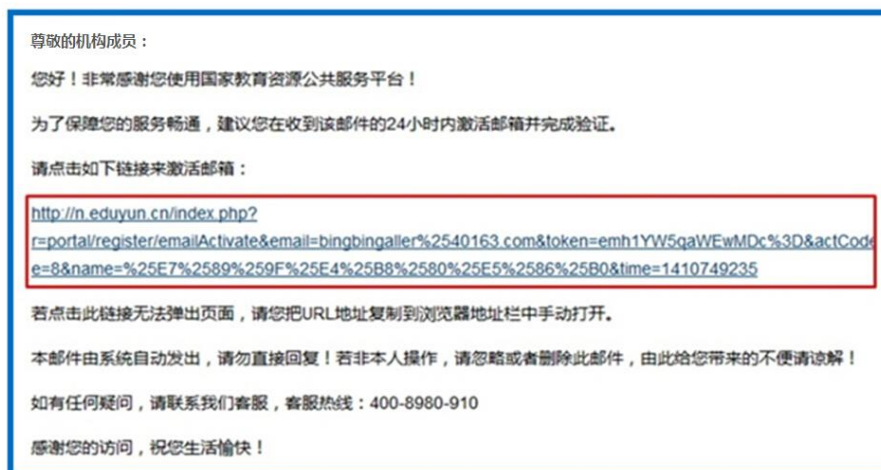 尊敬的机构成员：
您好！非常感谢您使用国家教育资源公共服务平台！
为了保障您的服务畅通，建议您在收到该邮件的24小时内激活邮箱并完成验证。
请点击如下链接来激活邮箱：
http://n.eduyun.cn/index.php?
r=portal/register/emailActivate&email=bingbingaller%2540163.com&token=emh1YW5qaWEwMDc%3D&actCode
e=8&name=%25E7%2589%259F%25E4%25B8%2580%25E5%2586%25B0&time=1410749235
若点击此链接无法弹出页面，请您把URL地址复制到浏览器地址栏中手动打开。
本邮件由系统自动发出，请勿直接回复！若非本人操作，请忽略或者删除此邮件，由此给您带来的不便请谅解！
如有任何疑问，请联系我们客服，客服热线：400-8980-910
感谢您的访问，祝您生活愉快！